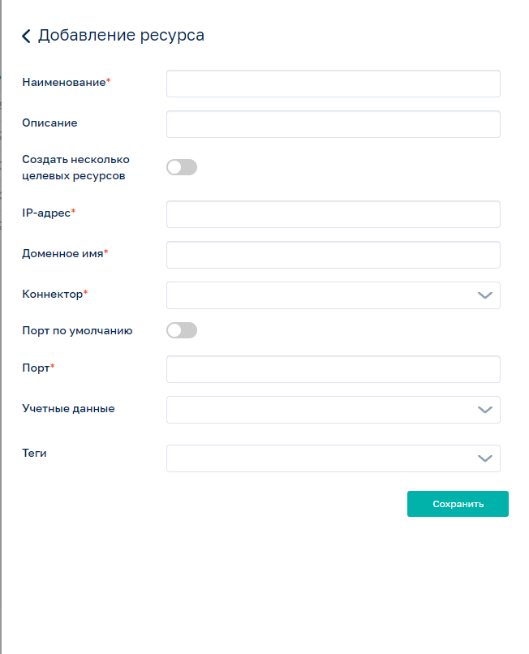 Добавление ресурса
Наименование*
Описание
Создать несколько
целевых ресурсов
IP-адрес*
Доменное имя*
Коннектор*
Порт по умолчанию
Порт*
Учетные данные
Теги
Сохранить